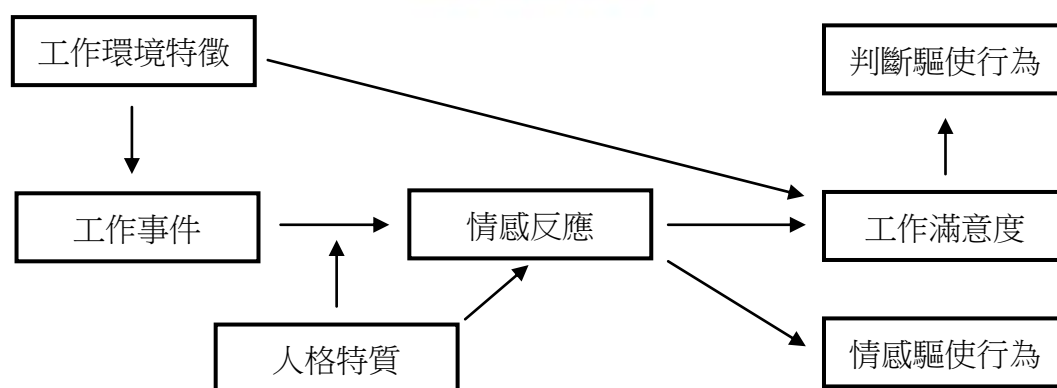 工作環境特徵
判斷驅使行為
工作事件
情感反應
工作滿意度
人格特質
情感驅使行為